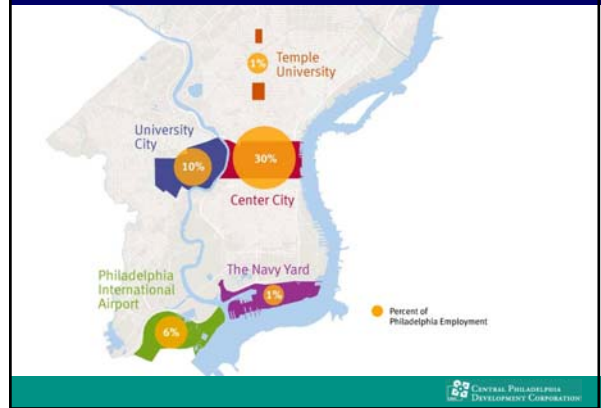 1%
Temple
University
University
City
10%
30%
Center City
The Navy Yard
1%
Philadelphia
International
Airport
6%
Percent of
Philadelphia Employment
CENTRAL PHILADELPHIA
DEVELOPMENT CORPORATION